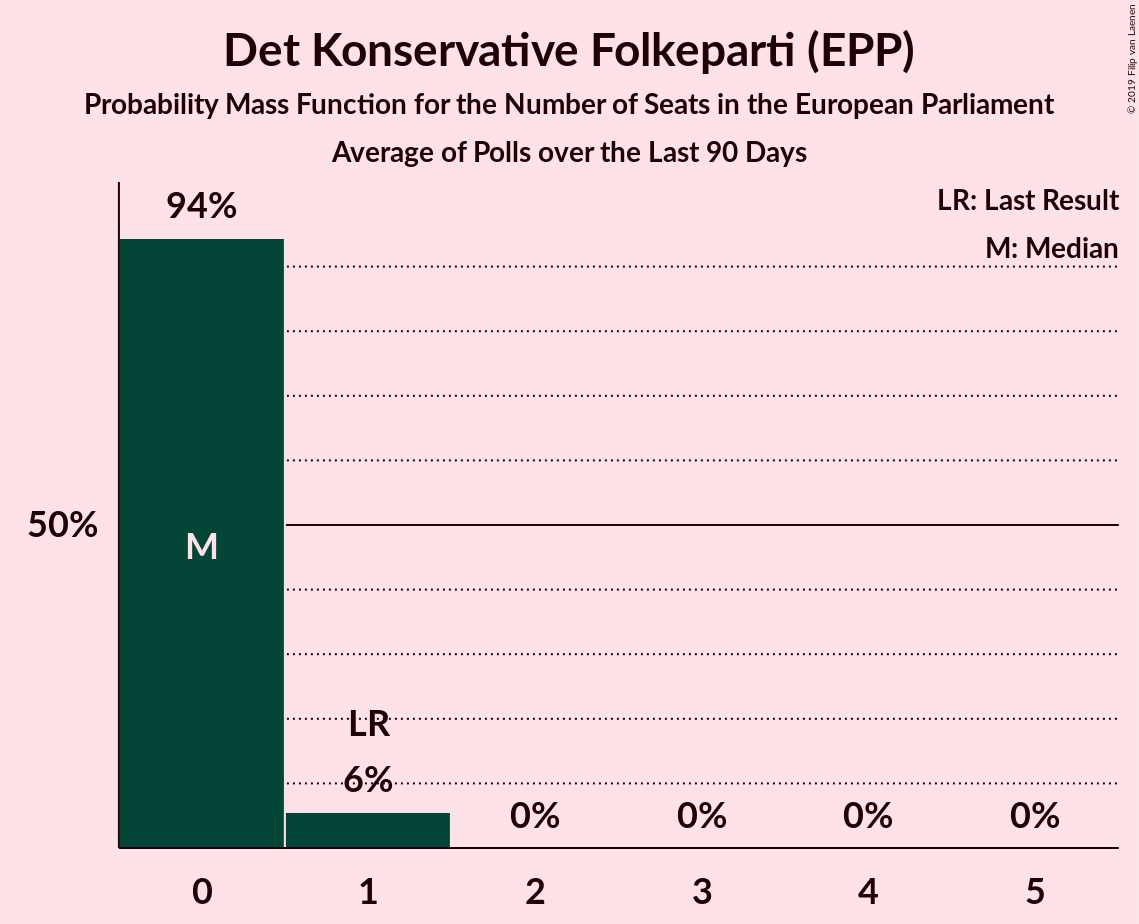 Det Konservative Folkeparti (EPP)
Probability Mass Function for the Number of Seats in the European Parliament
Average of Polls over the Last 90 Days
© 2019 Filip van Laenen
LR: Last Result
M: Median
94%
50%
M
LR
6%
0% 0% 0% 0%
0 1 2 3 4 5